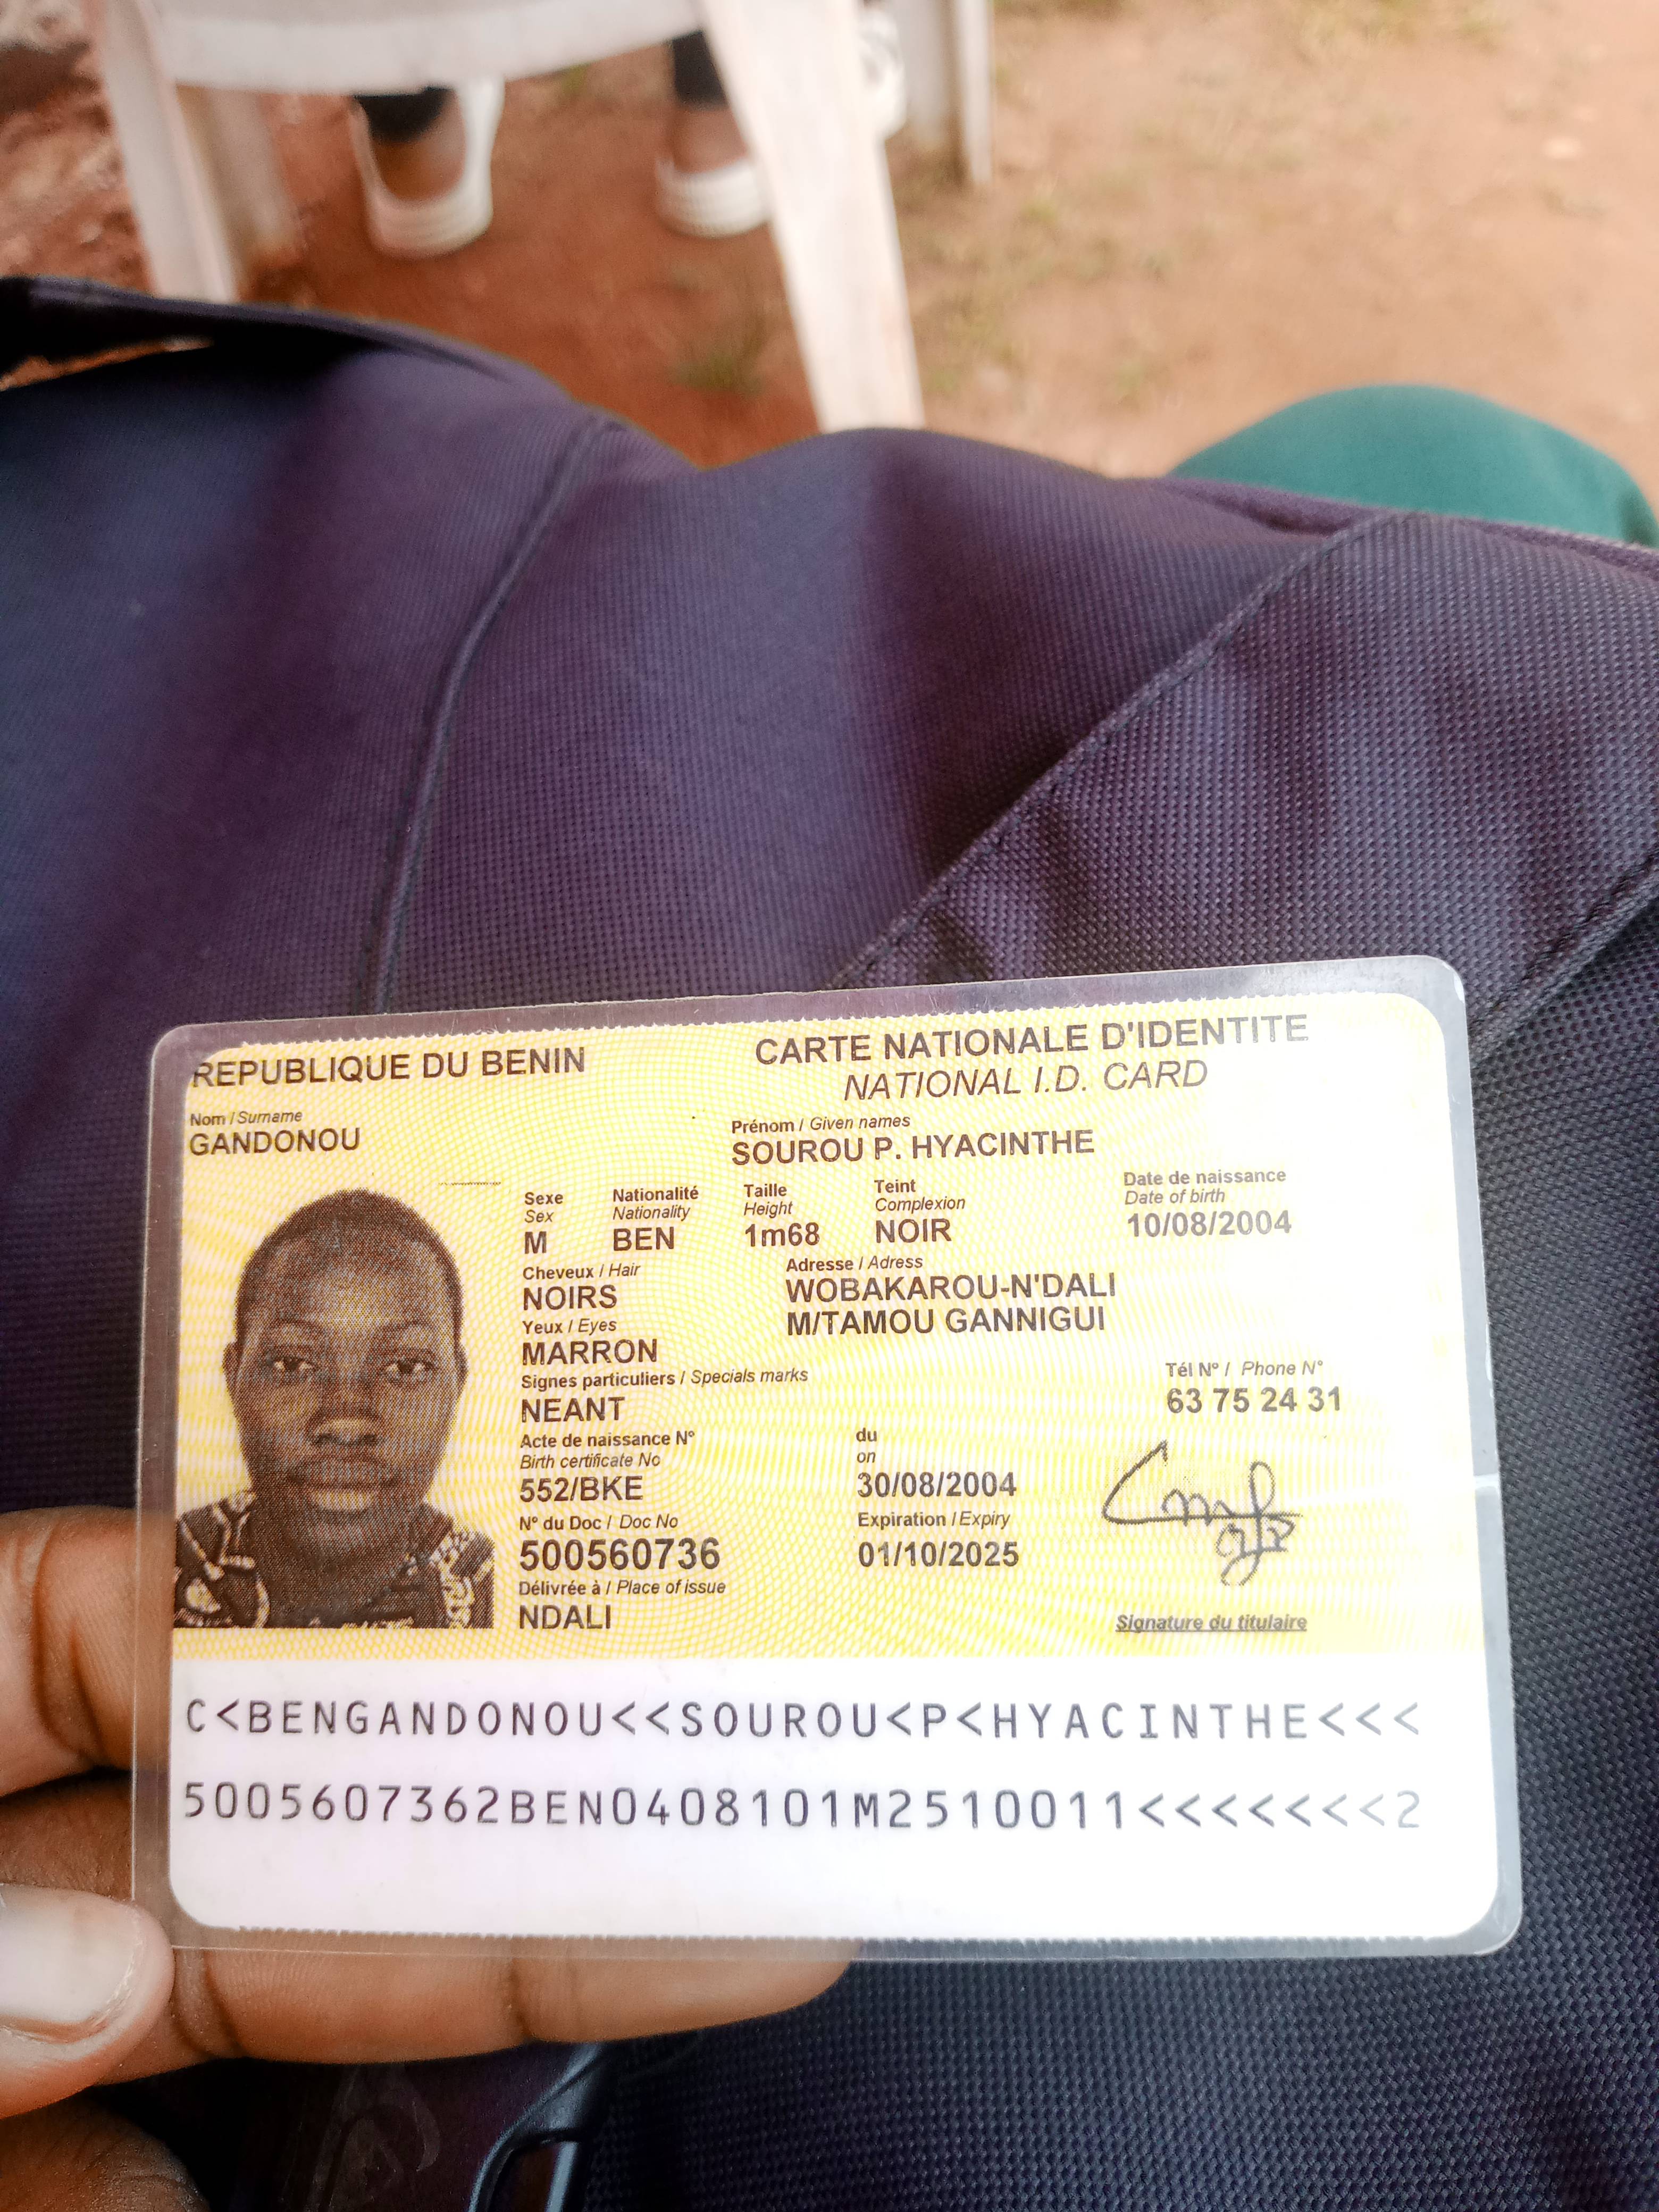 REPUBLIQUE DU BENIN
CARTE NATIONALE D'IDENTITE
NATIONAL I.D. CARD
Nom / Surname
GANDONOU
Prénom / Given names
SOUROU P. HYACINTHE
Sexe Nationalité Taille Teint Date de naissance
Sex Nationality Height Complexion Date of birth
M BEN 1m68 NOIR 10/08/2004
Cheveux / Hair
NOIRS
Adresse / Adress
WOBAKAROU-N'DALI
M/TAMOU GANNIGUI
Yeux / Eyes
MARRON
Signes particuliers / Specials marks
NEANT
Tél N° / Phone N°
63 75 24 31
Acte de naissance N° du
Birth certificate No on
552/BKE 30/08/2004
N° du Doc / Doc No Expiration / Expiry
500560736 01/10/2025
Délivrée à / Place of issue
NDALI
Signature du titulaire
C<BENGANDONOU<<SOUROU<P<HYACINTHE<<<
5005607362BEN0408101M2510011<<<<<<<2